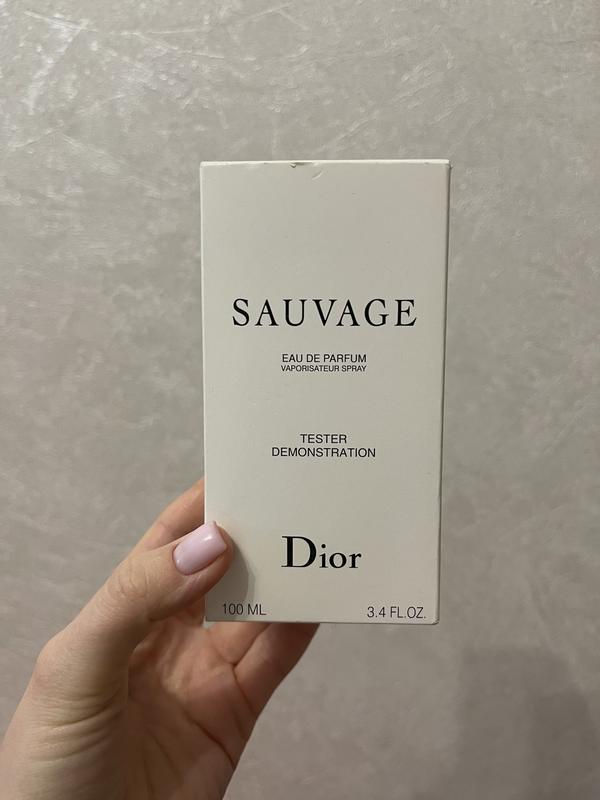 SAUVAGE
EAU DE PARFUM
VAPORISATEUR SPRAY
TESTER
DEMONSTRATION
Dior
100 ML 3.4 FL.OZ.